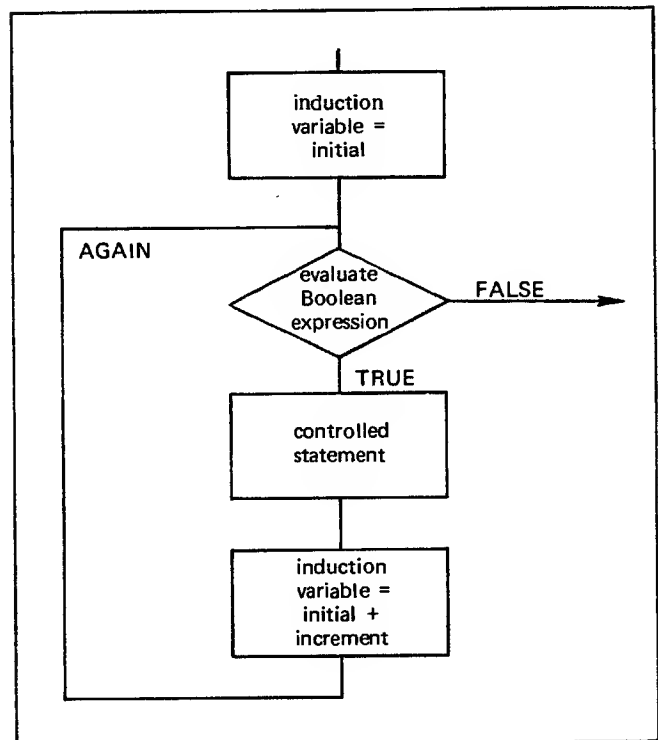 induction
variable =
initial
AGAIN
evaluate
Boolean
expression
FALSE
TRUE
controlled
statement
induction
variable =
initial +
increment